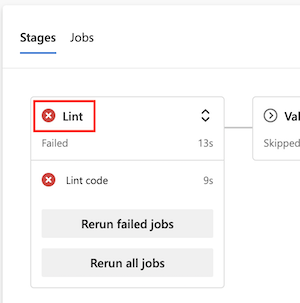 Stages Jobs
Lint
Val
Failed 13s
Skipped
Lint code 9s
Rerun failed jobs
Rerun all jobs